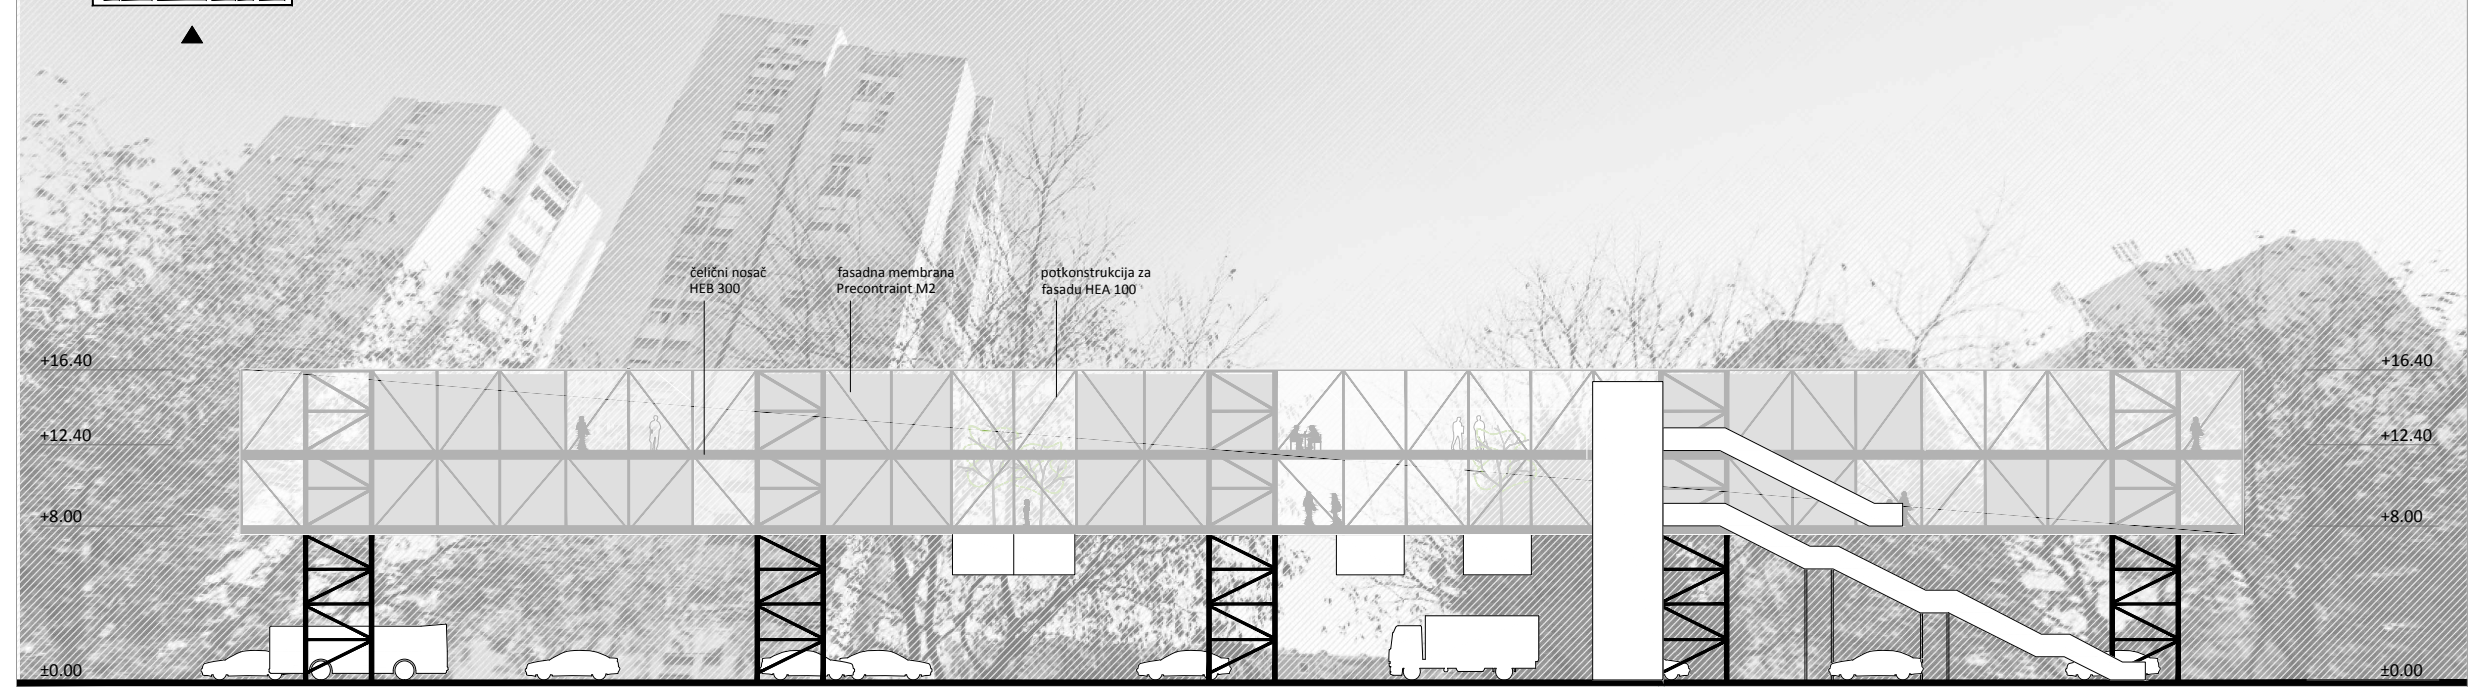 čelični nosač
HEB 300
fasadna membrana
Precontraint M2
potkonstrukcija za
fasadu HEA 100
+16.40
+16.40
+12.40
+12.40
+8.00
+8.00
±0.00
±0.00